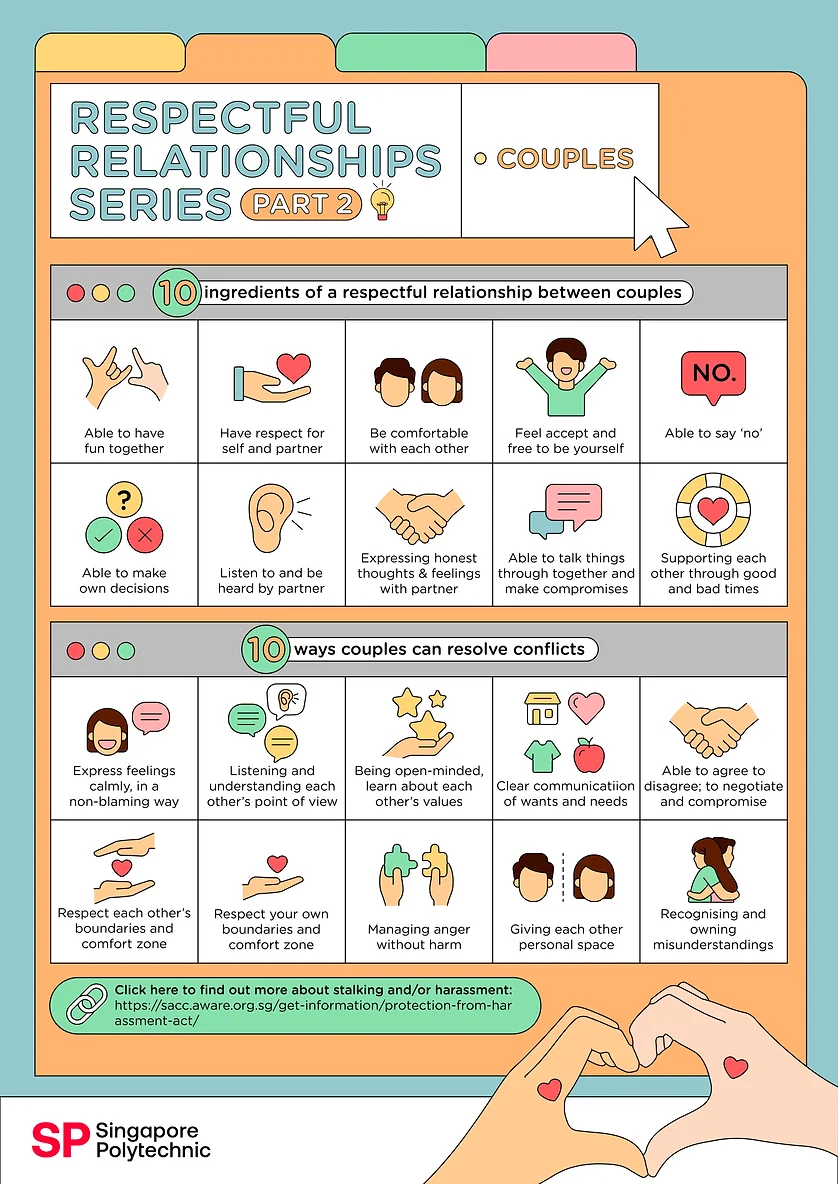 RESPECTFUL
RELATIONSHIPS
SERIES PART 2
COUPLES
10 ingredients of a respectful relationship between couples
Able to have
fun together
Have respect for
self and partner
Be comfortable
with each other
Feel accept and
free to be yourself
NO.
Able to say ‘no’
?
Able to make
own decisions
Listen to and be
heard by partner
Expressing honest
thoughts & feelings
with partner
Able to talk things
through together and
make compromises
Supporting each
other through good
and bad times
10 ways couples can resolve conflicts
Express feelings
calmly, in a
non-blaming way
Listening and
understanding each
other’s point of view
Being open-minded,
learn about each
other’s values
Clear communicatiion
of wants and needs
Able to agree to
disagree; to negotiate
and compromise
Respect each other’s
boundaries and
comfort zone
Respect your own
boundaries and
comfort zone
Managing anger
without harm
Giving each other
personal space
Recognising and
owning
misunderstandings
Click here to find out more about stalking and/or harassment:
https://sacc.aware.org.sg/get-information/protection-from-har
assment-act/
SP Singapore
Polytechnic